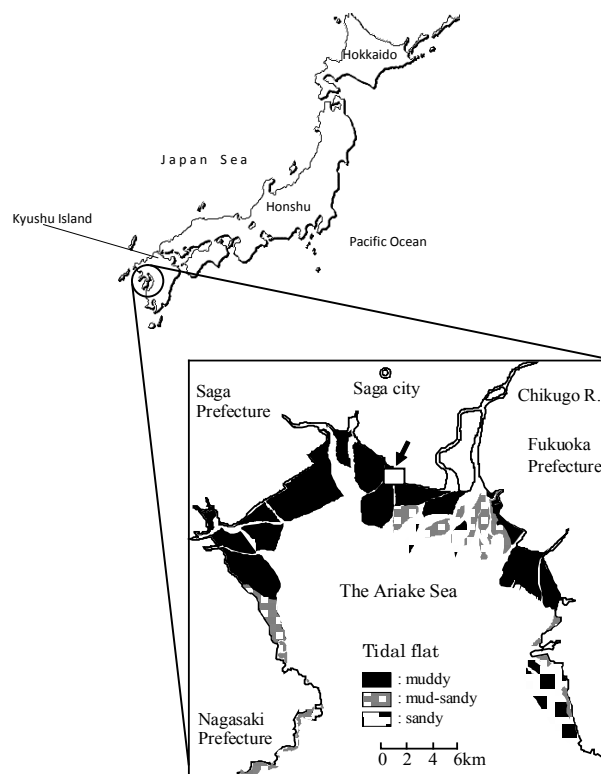 Hokkaido
Japan Sea
Honshu
Kyushu Island
Pacific Ocean
Saga city
Saga
Prefecture
Chikugo R.
Fukuoka
Prefecture
The Ariake Sea
Tidal flat
: muddy
: mud-sandy
: sandy
Nagasaki
Prefecture
0 2 4 6km